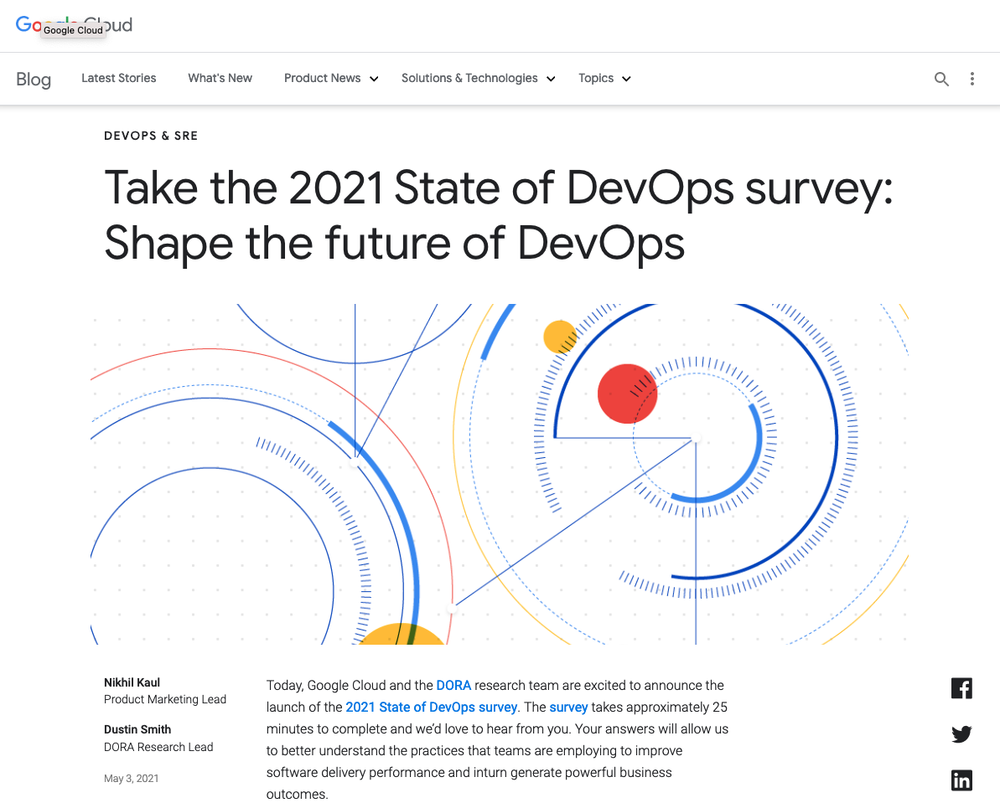 Google Cloud
Google Cloud
Blog
Latest Stories
What's New
Product News
Solutions & Technologies
Topics
DEVOPS & SRE
Take the 2021 State of DevOps survey:
Shape the future of DevOps
Nikhil Kaul
Product Marketing Lead
Dustin Smith
DORA Research Lead
May 3, 2021
Today, Google Cloud and the DORA research team are excited to announce the
launch of the 2021 State of DevOps survey. The survey takes approximately 25
minutes to complete and we’d love to hear from you. Your answers will allow us
to better understand the practices that teams are employing to improve
software delivery performance and inturn generate powerful business
outcomes.